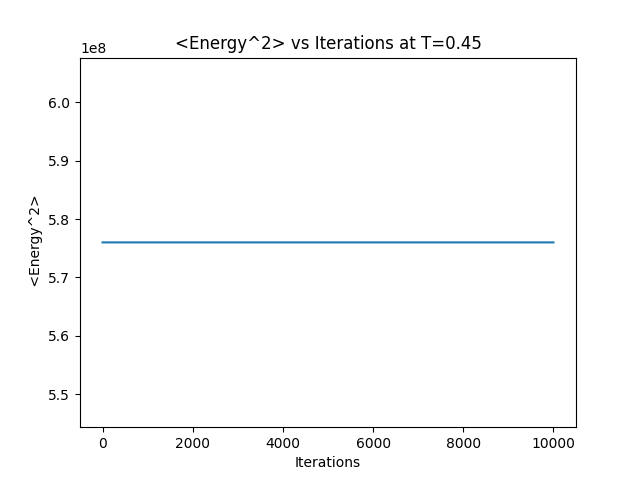 <Energy^2> vs Iterations at T=0.45
1e8
6.0
5.9
5.8
5.7
5.6
5.5
<Energy^2>
0 2000 4000 6000 8000 10000
Iterations